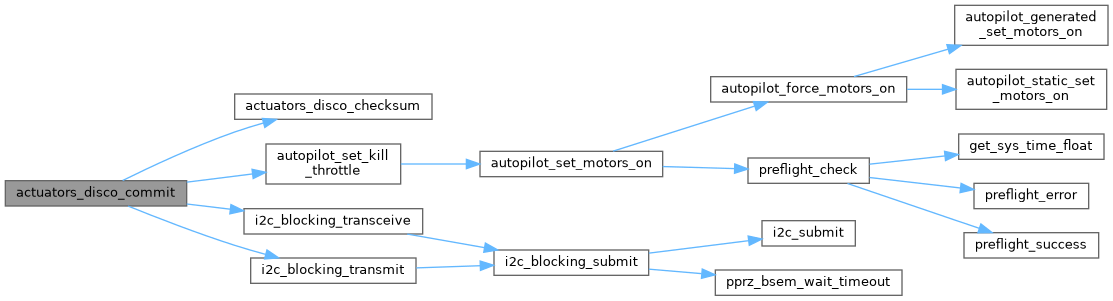 autopilot_generated
_set_motors_on
autopilot_force_motors_on
autopilot_static_set
_motors_on
actuators_disco_checksum
autopilot_set_kill
_throttle
autopilot_set_motors_on
get_sys_time_float
preflight_check
actuators_disco_commit
preflight_error
i2c_blocking_transceive
i2c_submit
preflight_success
i2c_blocking_transmit
i2c_blocking_submit
pprz_bsem_wait_timeout